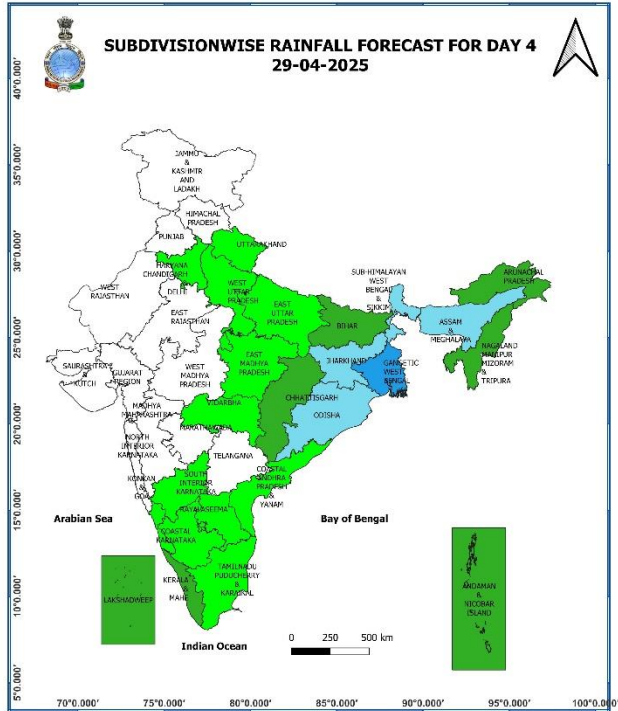 SUBDIVISIONWISE RAINFALL FORECAST FOR DAY 4
29-04-2025
40°0.000'
35°0.000'
30°0.000'
25°0.000'
20°0.000'
15°0.000'
10°0.000'
5°0.000'
JAMMU
&
KASHMIR
AND
LADAKH
HIMACHAL
PRADESH
PUNJAB
UTTARAKHAND
HARYANA
CHANDIGARH
&
DELHI
WEST
RAJASTHAN
EAST
RAJASTHAN
WEST
UTTAR
PRADESH
EAST
UTTAR
PRADESH
SUB-HIMALAYAN
WEST
BENGAL
&
SIKKIM
ARUNACHAL
PRADESH
ASSAM
&
MEGHALAYA
NAGALAND
MANIPUR
MIZORAM
&
TRIPURA
BIHAR
JHARKHAND
GANGETIC
WEST
BENGAL
SAURASHTRA
&
KUTCH
GUJARAT
REGION
WEST
MADHYA
PRADESH
EAST
MADHYA
PRADESH
CHHATTISGARH
ODISHA
VIDARBHA
MADHYA
MAHARASHTRA
MARATHAWADA
NORTH
INTERIOR
KARNATAKA
TELANGANA
KONKAN
&
GOA
SOUTH
INTERIOR
KARNATAKA
COASTAL
ANDHRA
PRADESH
&
YANAM
RAYALASEEMA
COASTAL
KARNATAKA
TAMILNADU
PUDUCHERRY
&
KARAIKAL
KERALA
&
MAHE
LAKSHADWEEP
ANDAMAN
&
NICOBAR
ISLAND
Arabian Sea
Bay of Bengal
Indian Ocean
0 250 500 km
70°0.000' 75°0.000' 80°0.000' 85°0.000' 90°0.000' 95°0.000' 100°0.000'